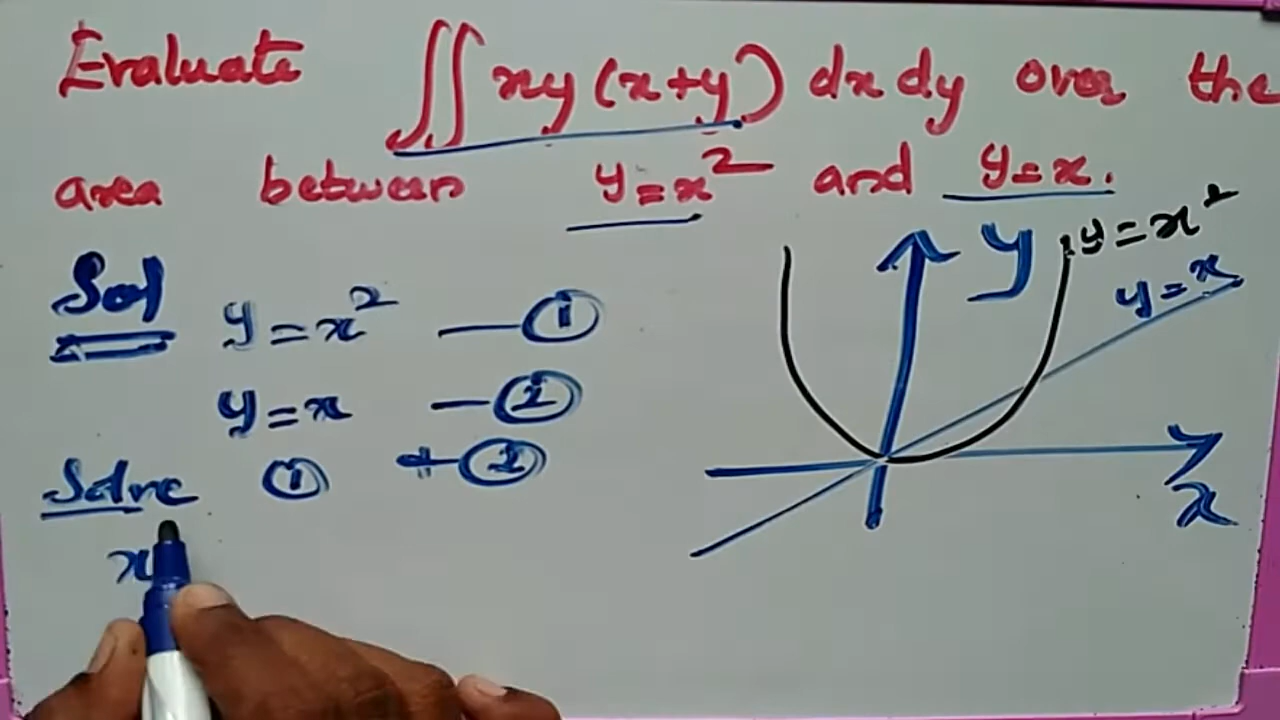 Evaluate ∬ xy (x+y) dx dy over the
area between y = x² and y = x.
Sol y = x² — ①
y = x — ②
Solve ① + ②
x
y
y = x²
y = x
x